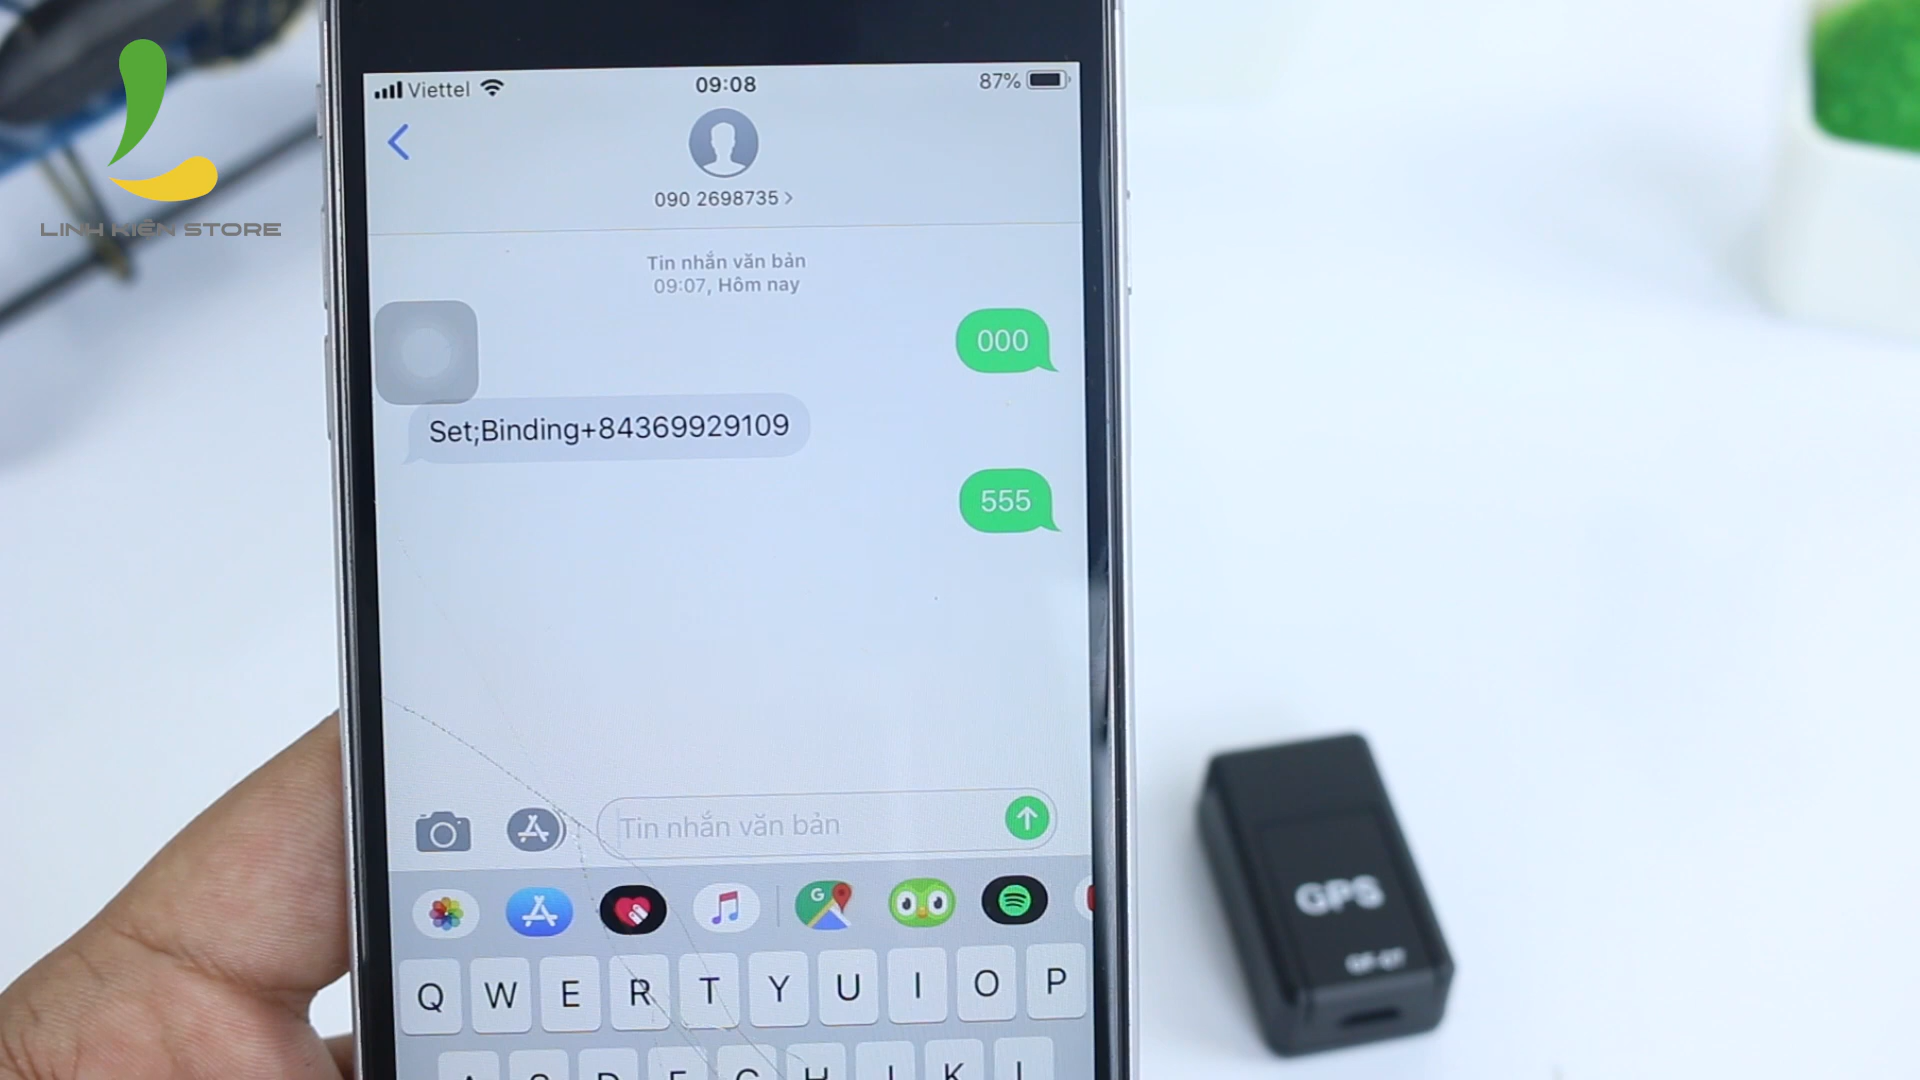 LINH KIỆN STORE
Viettel 09:08 87%
090 2698735 >
Tin nhắn văn bản
09:07, Hôm nay
000
Set;Binding+84369929109
555
Tin nhắn văn bản
G
Q W E R T Y U I O P
A S D F G H J K L
GPS